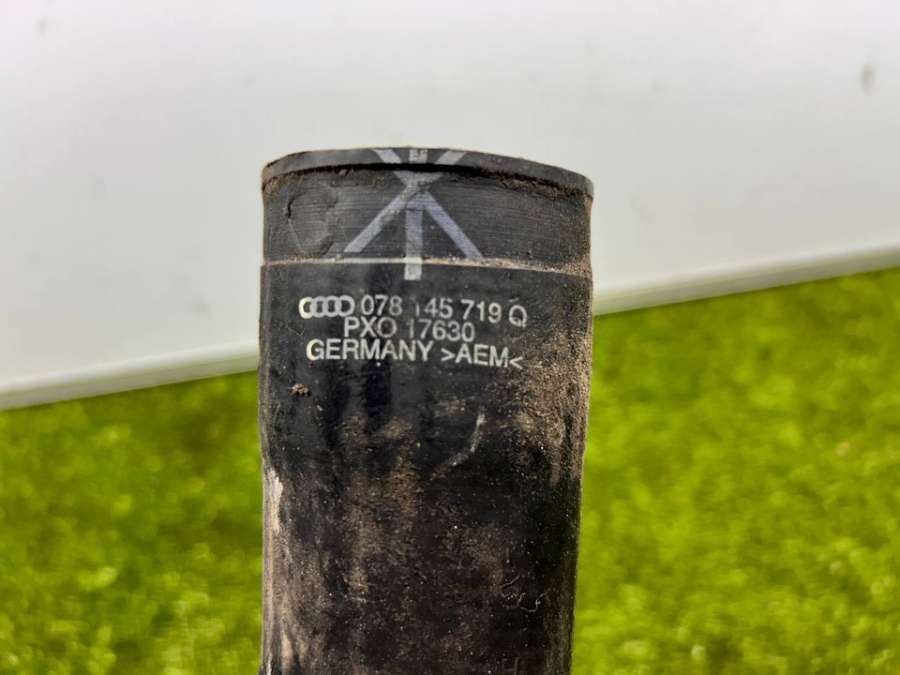 078 145 719 Q
PXO 17630
GERMANY >AEM<